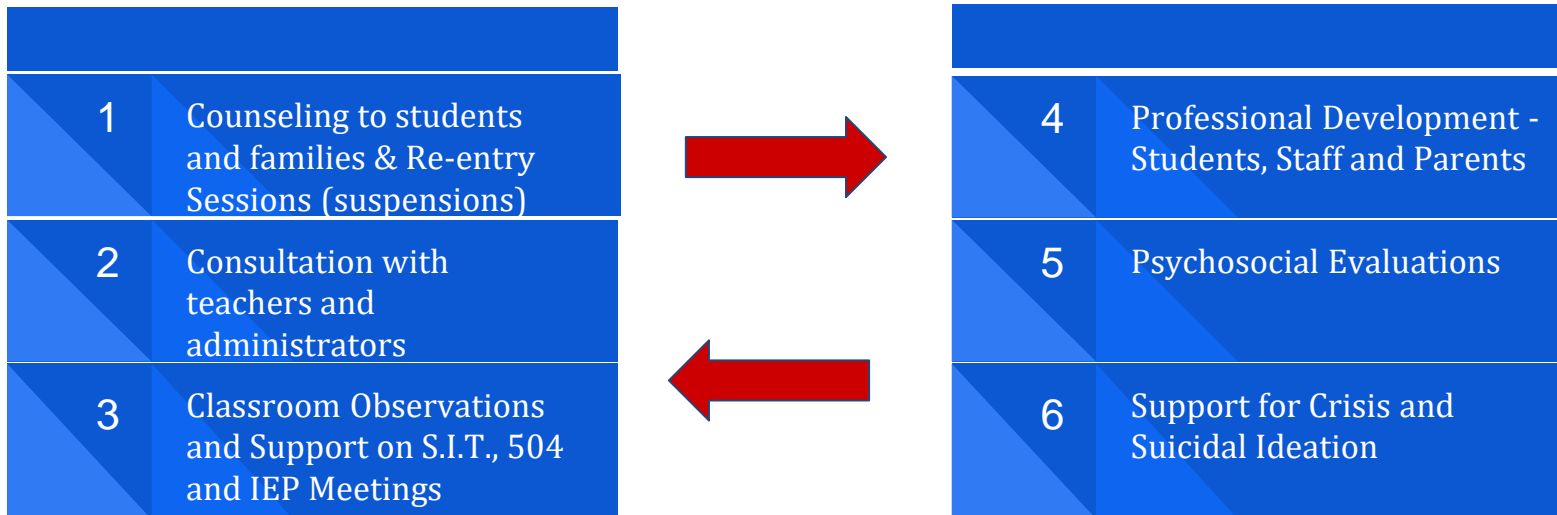 1
Counseling to students
and families & Re-entry
Sessions (suspensions)
2
Consultation with
teachers and
administrators
3
Classroom Observations
and Support on S.I.T., 504
and IEP Meetings
4
Professional Development -
Students, Staff and Parents
5
Psychosocial Evaluations
6
Support for Crisis and
Suicidal Ideation